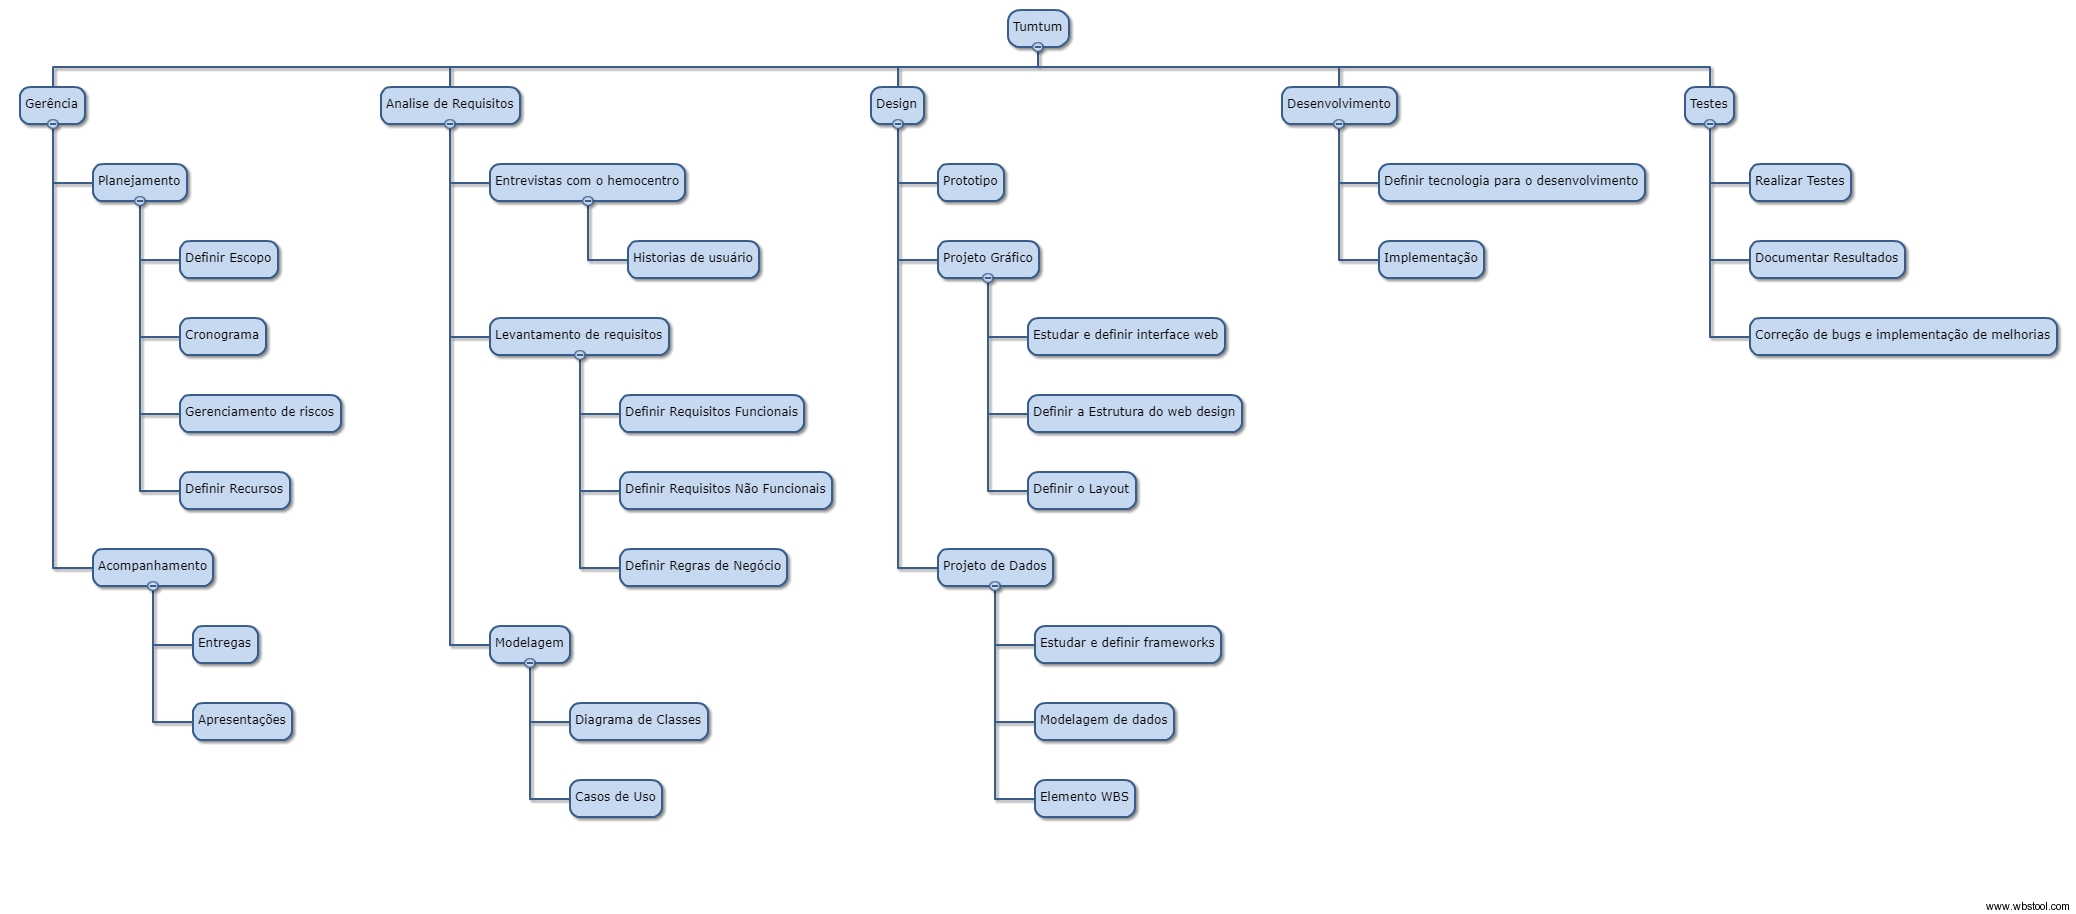 Tumtum
Gerência
Planejamento
Definir Escopo
Cronograma
Gerenciamento de riscos
Definir Recursos
Acompanhamento
Entregas
Apresentações
Analise de Requisitos
Entrevistas com o hemocentro
Historias de usuário
Levantamento de requisitos
Definir Requisitos Funcionais
Definir Requisitos Não Funcionais
Definir Regras de Negócio
Modelagem
Diagrama de Classes
Casos de Uso
Design
Prototipo
Projeto Gráfico
Estudar e definir interface web
Definir a Estrutura do web design
Definir o Layout
Projeto de Dados
Estudar e definir frameworks
Modelagem de dados
Elemento WBS
Desenvolvimento
Definir tecnologia para o desenvolvimento
Implementação
Testes
Realizar Testes
Documentar Resultados
Correção de bugs e implementação de melhorias
www.wbstool.com